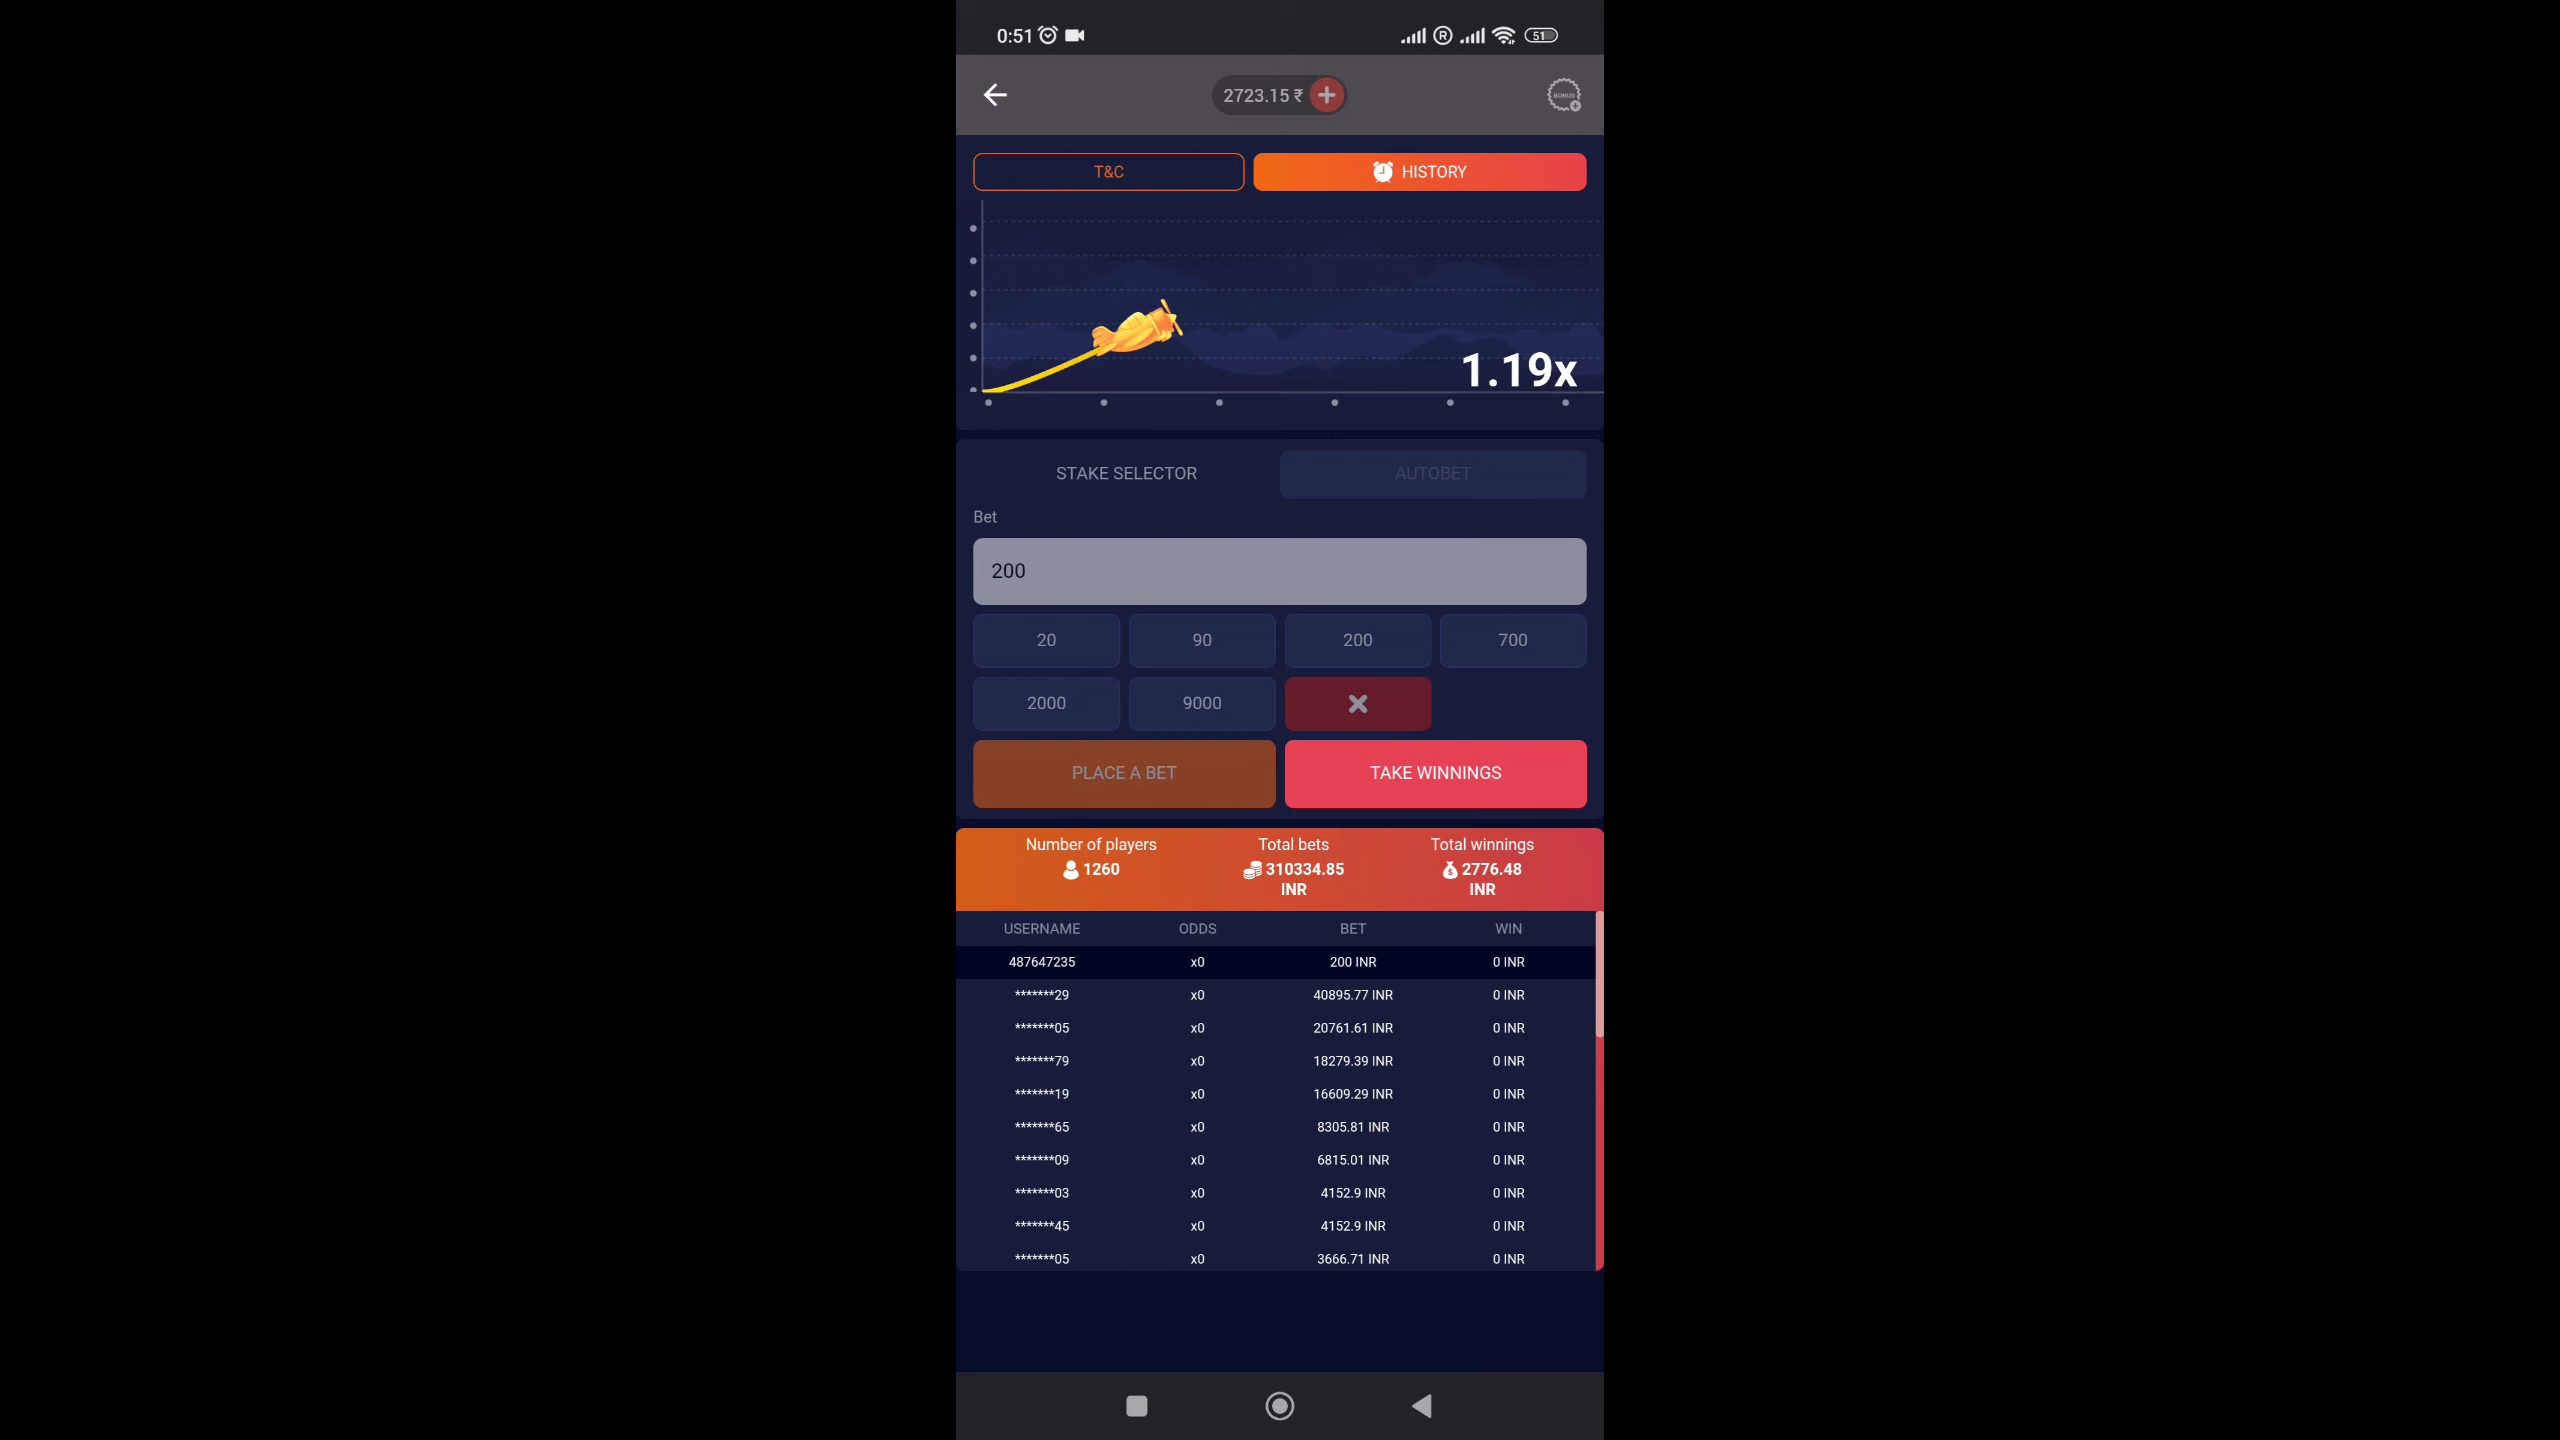 0:51
R
51
2723.15 ₹
BONUS
T&C
HISTORY
1.19x
STAKE SELECTOR
AUTOBET
Bet
200
20 90 200 700
2000 9000
PLACE A BET TAKE WINNINGS
Number of players Total bets Total winnings
1260 310334.85 2776.48
INR INR
USERNAME ODDS BET WIN
487647235 x0 200 INR 0 INR
*******29 x0 40895.77 INR 0 INR
*******05 x0 20761.61 INR 0 INR
*******79 x0 18279.39 INR 0 INR
*******19 x0 16609.29 INR 0 INR
*******65 x0 8305.81 INR 0 INR
*******09 x0 6815.01 INR 0 INR
*******03 x0 4152.9 INR 0 INR
*******45 x0 4152.9 INR 0 INR
*******05 x0 3666.71 INR 0 INR